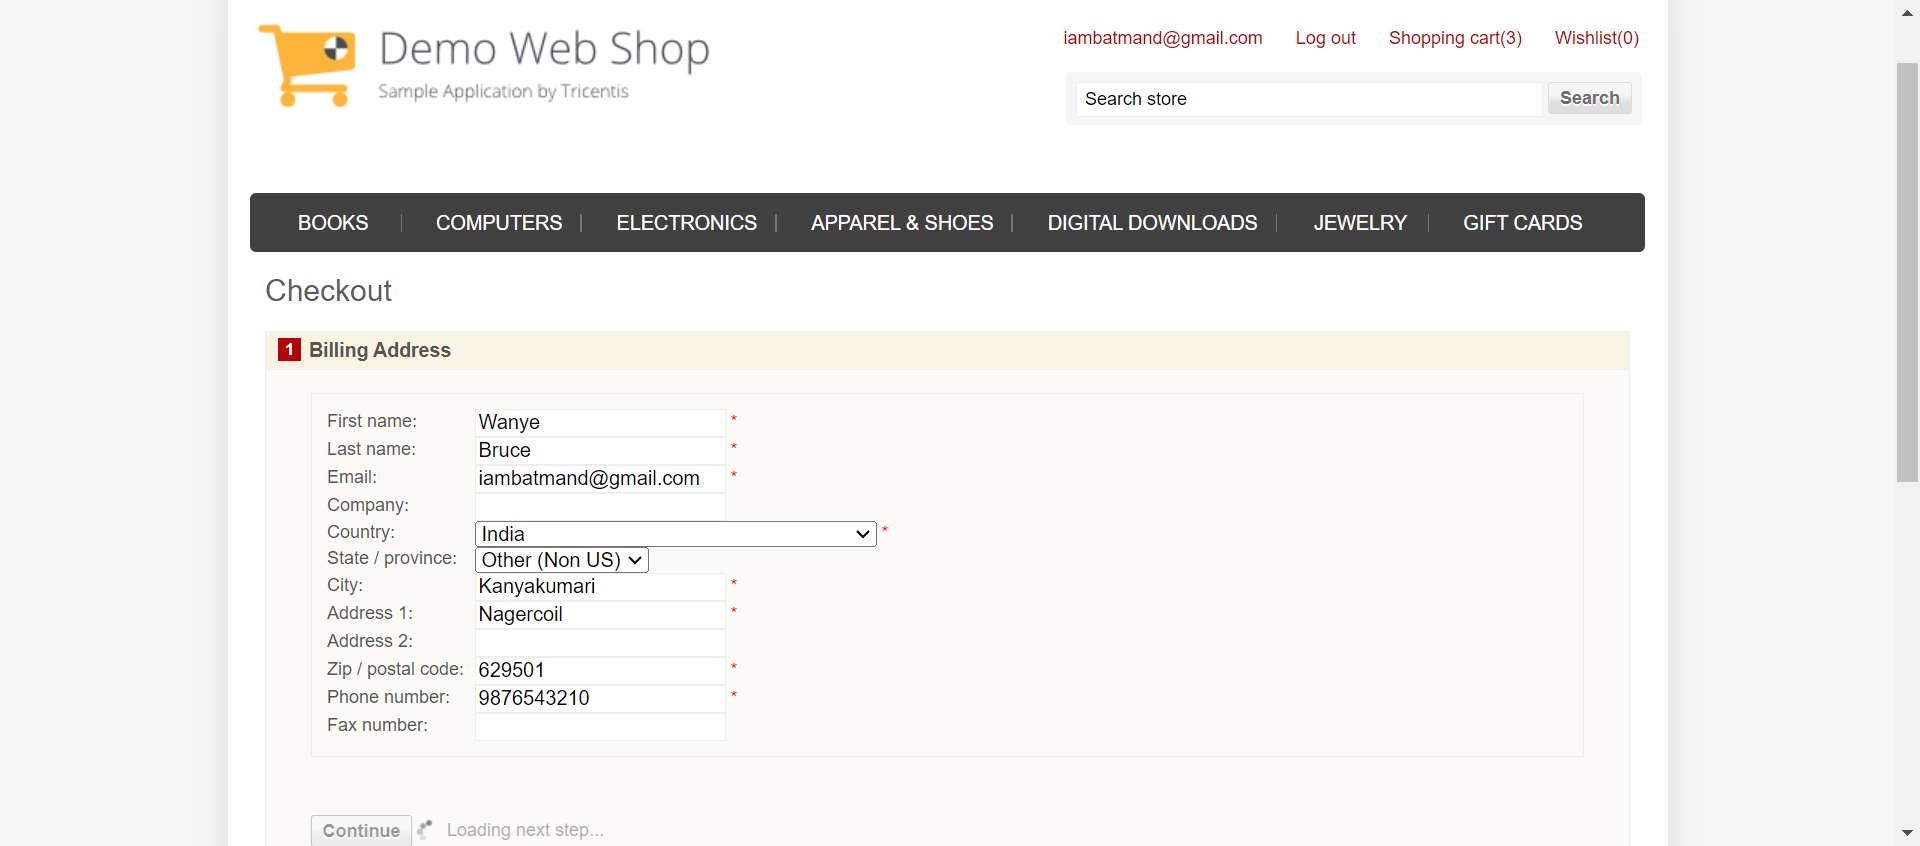 Demo Web Shop
Sample Application by Tricentis
iambatmand@gmail.com Log out Shopping cart(3) Wishlist(0)
Search store Search
BOOKS COMPUTERS ELECTRONICS APPAREL & SHOES DIGITAL DOWNLOADS JEWELRY GIFT CARDS
Checkout
1 Billing Address
First name: Wanye *
Last name: Bruce *
Email: iambatmand@gmail.com *
Company:
Country: India *
State / province: Other (Non US)
City: Kanyakumari *
Address 1: Nagercoil *
Address 2:
Zip / postal code: 629501 *
Phone number: 9876543210 *
Fax number:
Continue Loading next step...